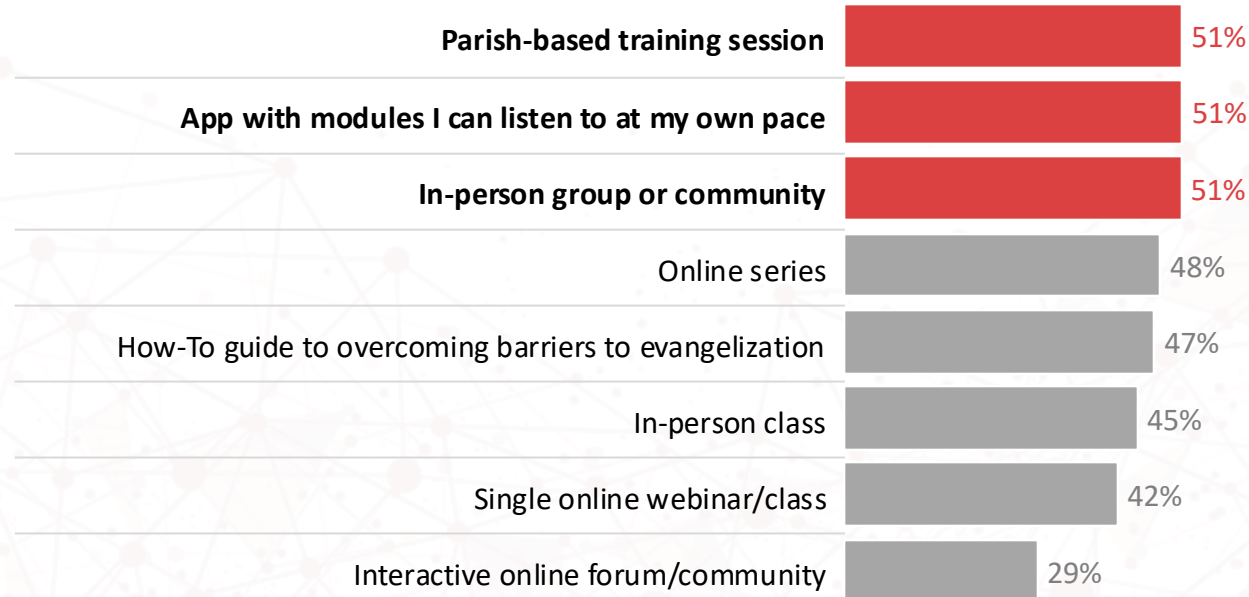 Parish-based training session 51%
App with modules I can listen to at my own pace 51%
In-person group or community 51%
Online series 48%
How-To guide to overcoming barriers to evangelization 47%
In-person class 45%
Single online webinar/class 42%
Interactive online forum/community 29%